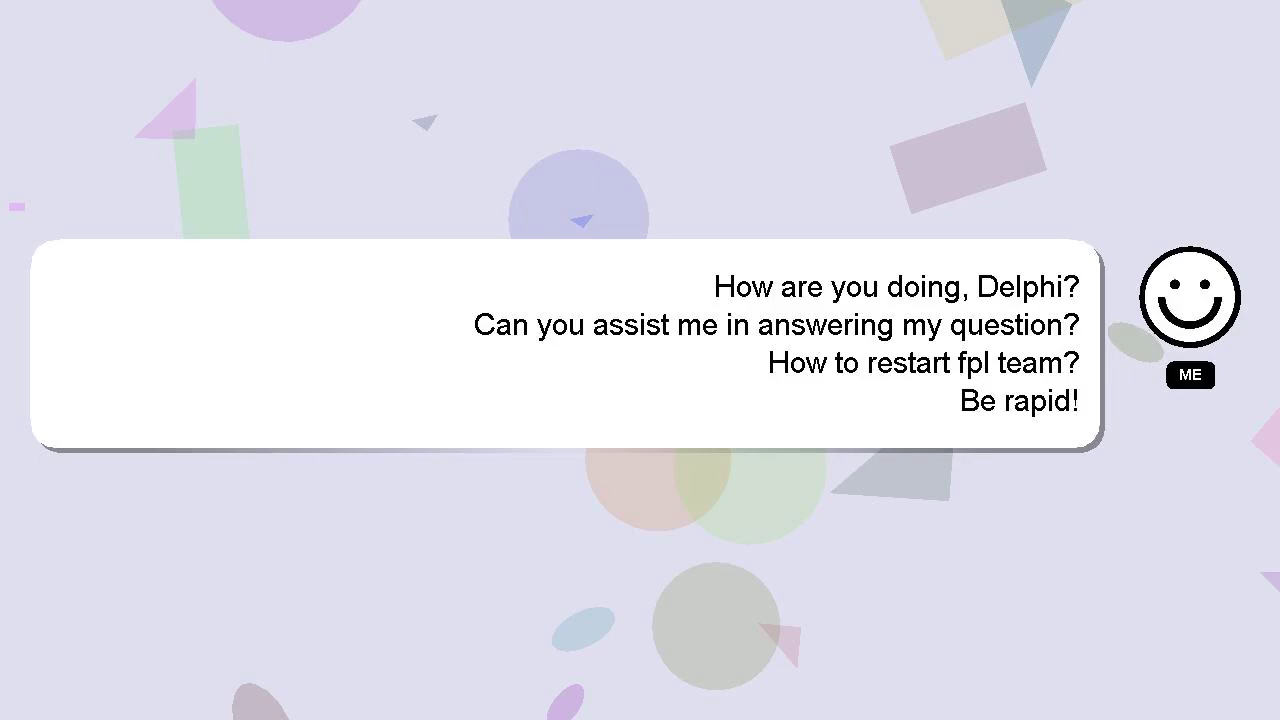 How are you doing, Delphi?
Can you assist me in answering my question?
How to restart fpl team?
Be rapid!
ME